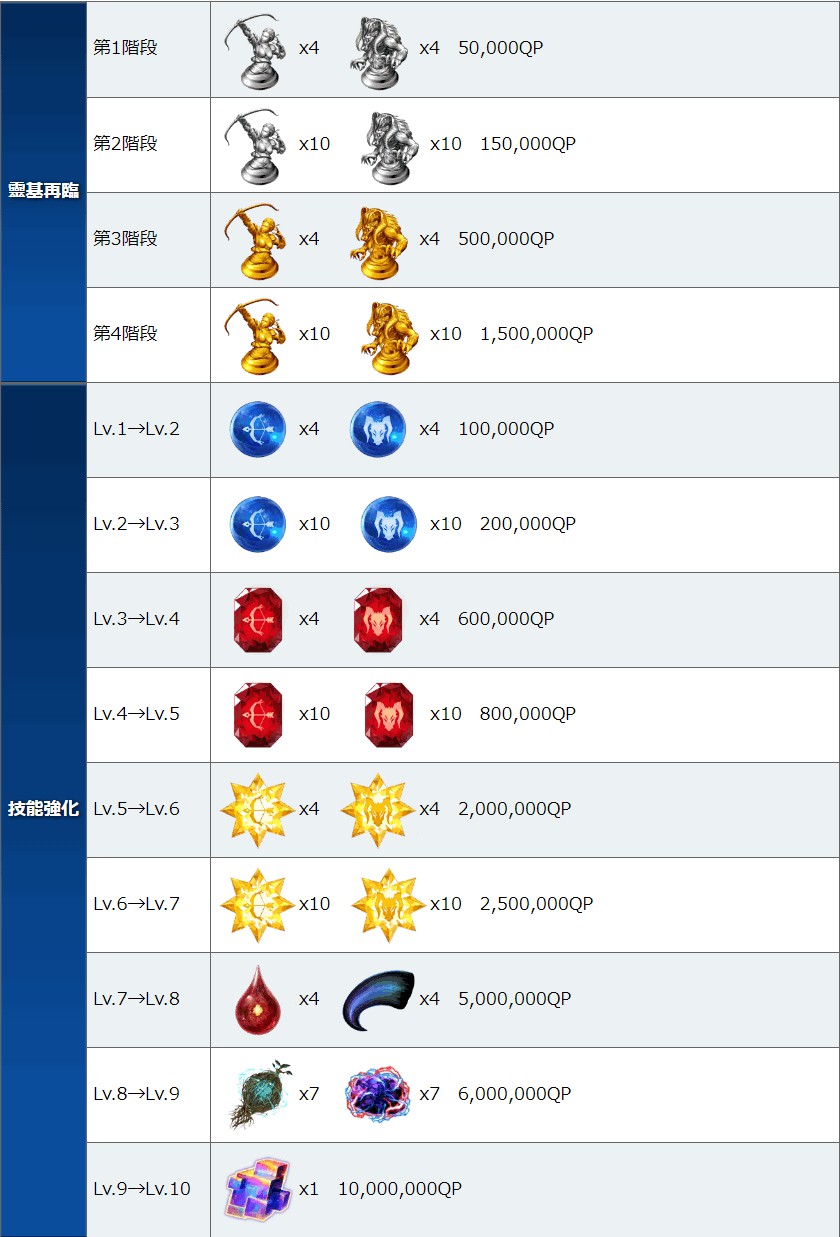 靈基再臨
第1階段 x4 x4 50,000QP
第2階段 x10 x10 150,000QP
第3階段 x4 x4 500,000QP
第4階段 x10 x10 1,500,000QP
技能強化
Lv.1→Lv.2 x4 x4 100,000QP
Lv.2→Lv.3 x10 x10 200,000QP
Lv.3→Lv.4 x4 x4 600,000QP
Lv.4→Lv.5 x10 x10 800,000QP
Lv.5→Lv.6 x4 x4 2,000,000QP
Lv.6→Lv.7 x10 x10 2,500,000QP
Lv.7→Lv.8 x4 x4 5,000,000QP
Lv.8→Lv.9 x7 x7 6,000,000QP
Lv.9→Lv.10 x1 10,000,000QP